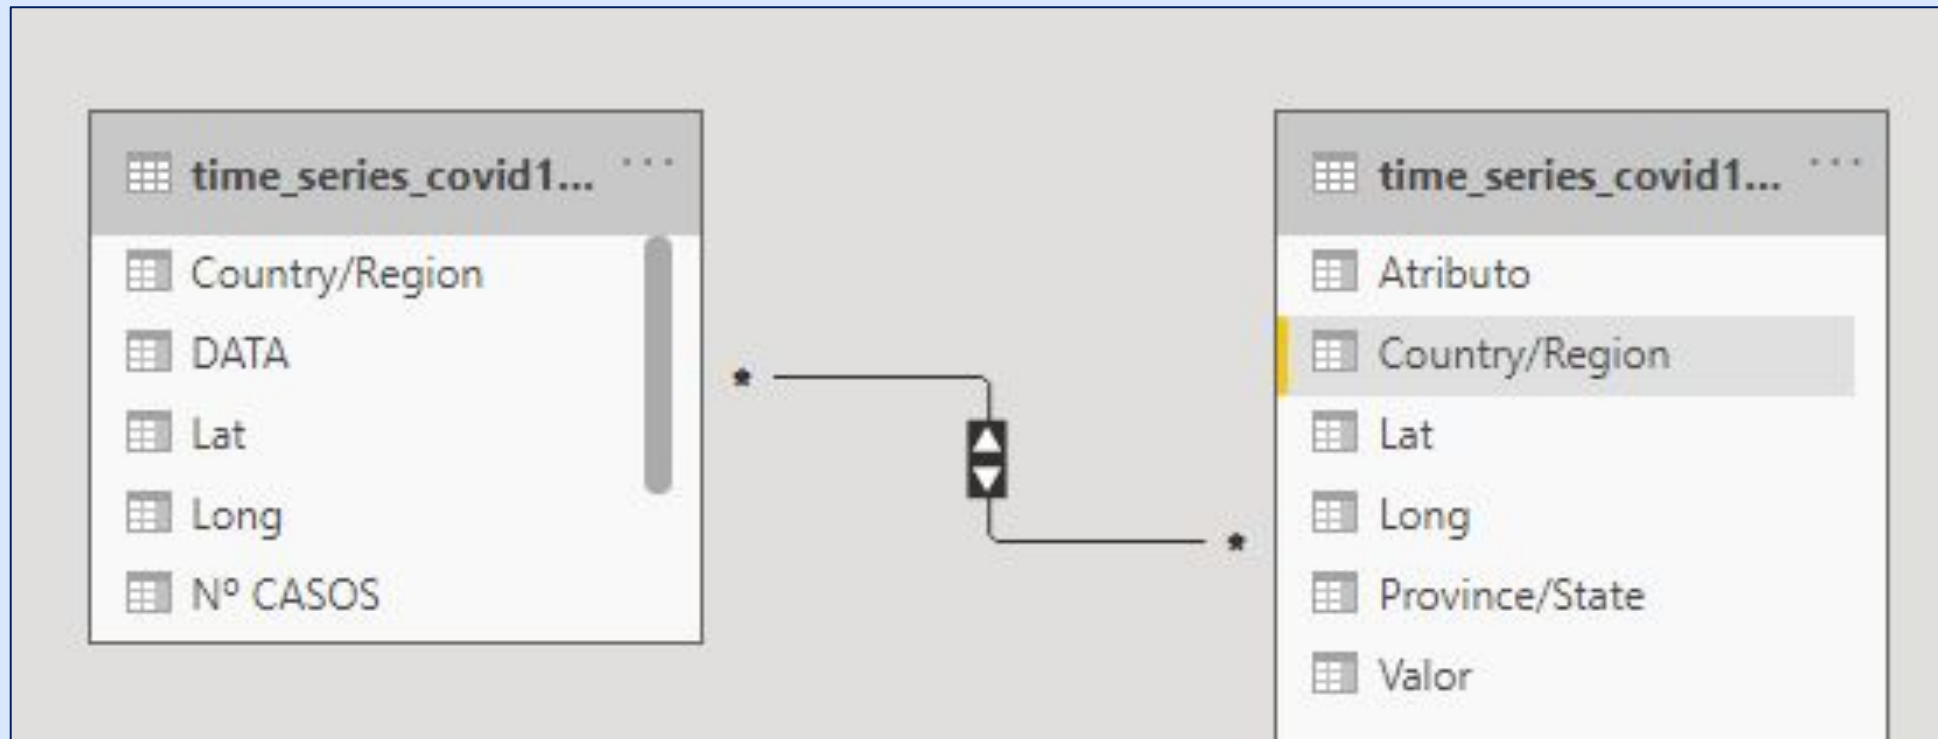 time_series_covid1...
Country/Region
DATA
Lat
Long
Nº CASOS
*
*
time_series_covid1...
Atributo
Country/Region
Lat
Long
Province/State
Valor